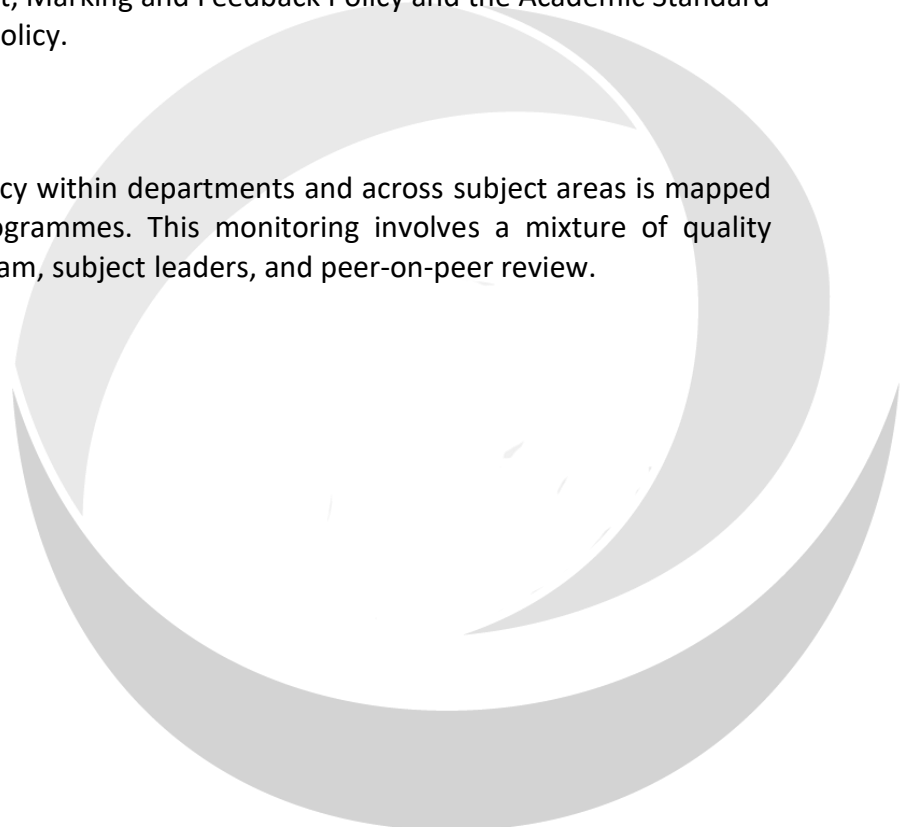 t, Marking and Feedback Policy and the Academic Standard
olicy.
cy within departments and across subject areas is mapped
ogrammes. This monitoring involves a mixture of quality
am, subject leaders, and peer-on-peer review.